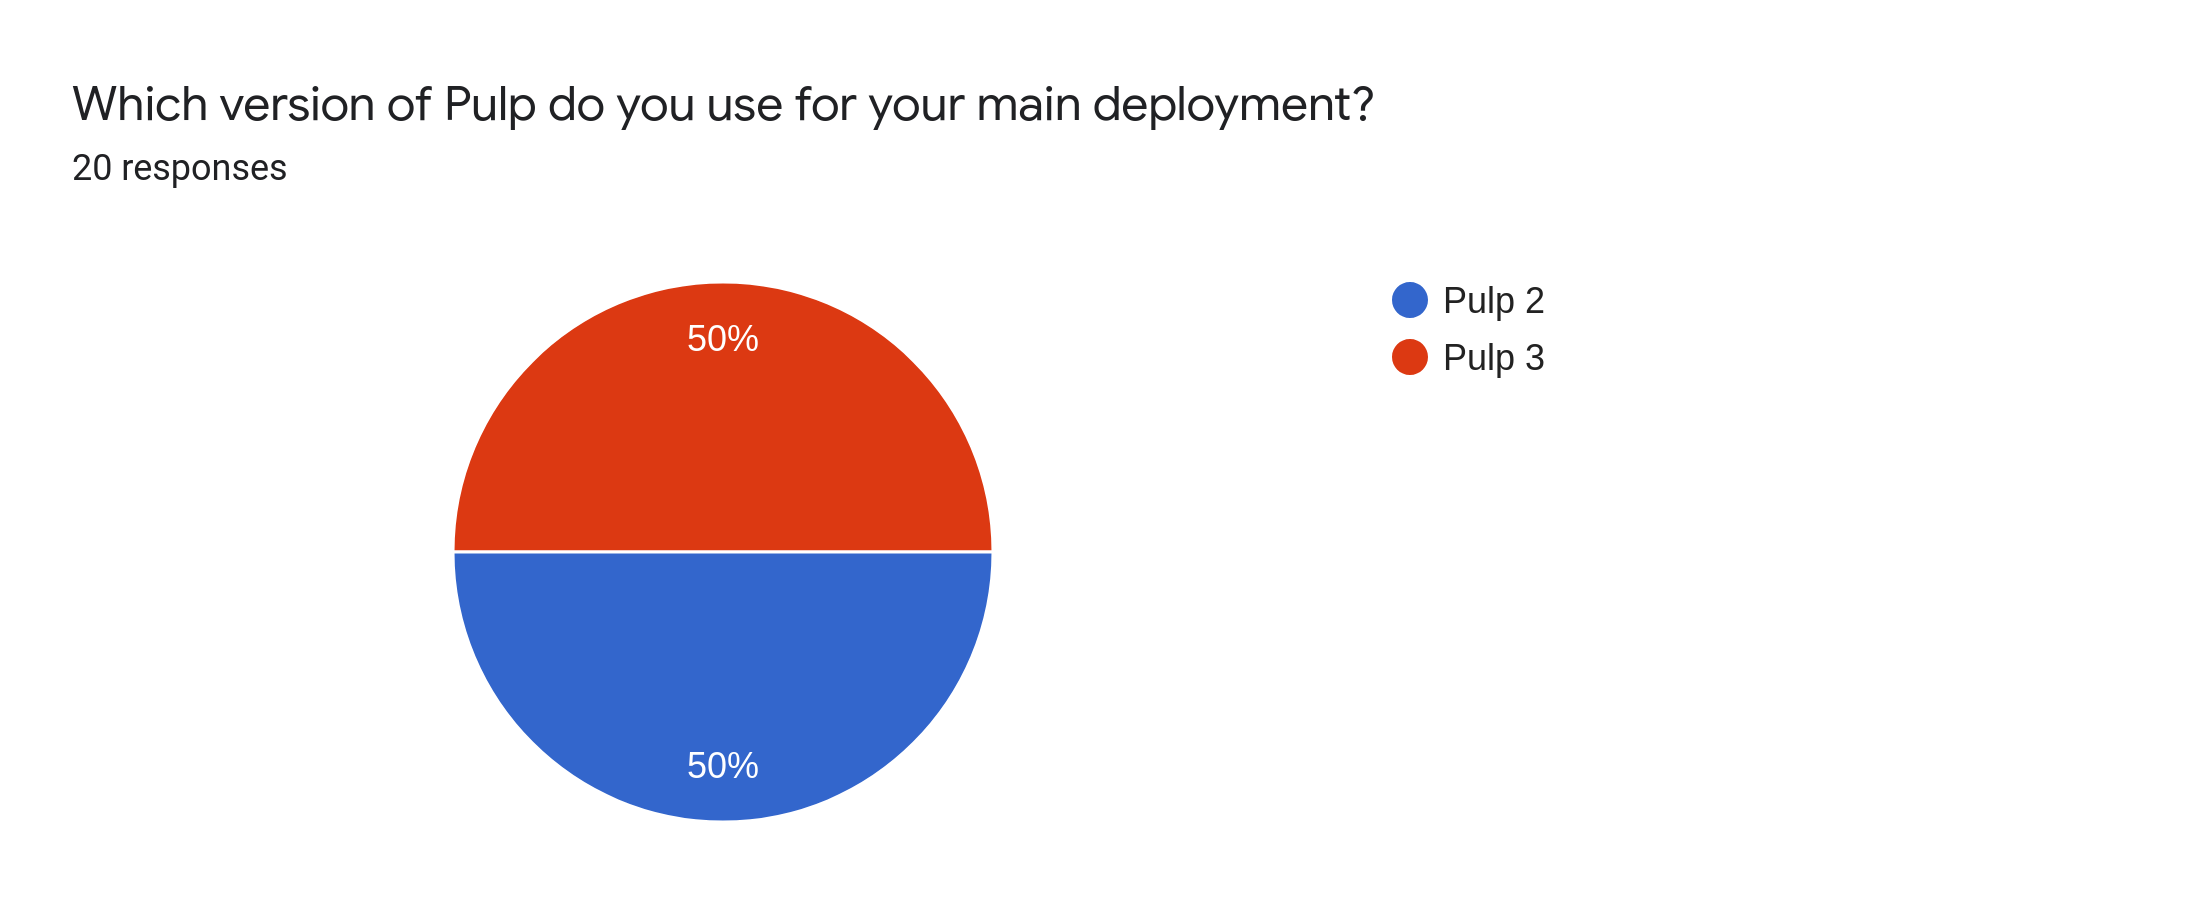 Which version of Pulp do you use for your main deployment?
20 responses
50%
50%
Pulp 2
Pulp 3